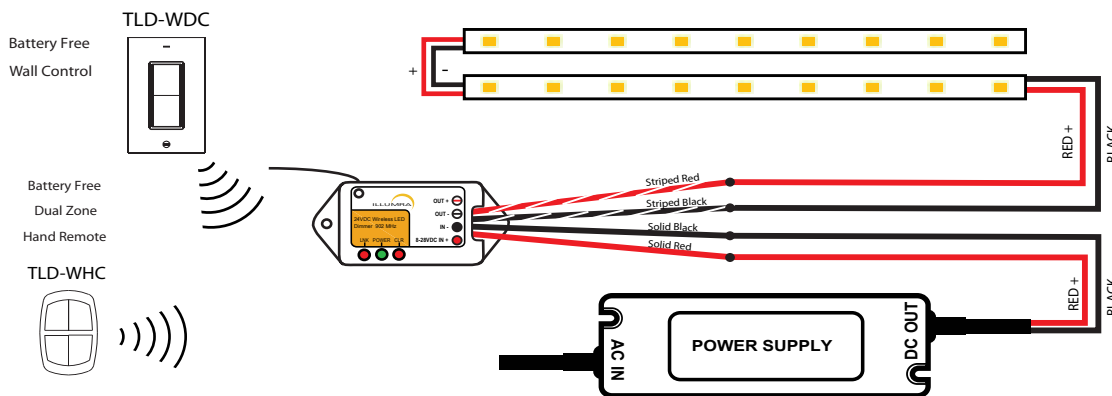 TLD-WDC
Battery Free
Wall Control
+
-
RED +
BLACK
Battery Free
Dual Zone
Hand Remote
TLD-WHC
Striped Red
Striped Black
Solid Black
Solid Red
ILLUMRA
24VDC Wireless LED
Dimmer 902 MHz
LINK POWER CLR
OUT +
OUT -
IN -
8-28VDC IN +
RED +
BLACK
AC IN
POWER SUPPLY
DC OUT